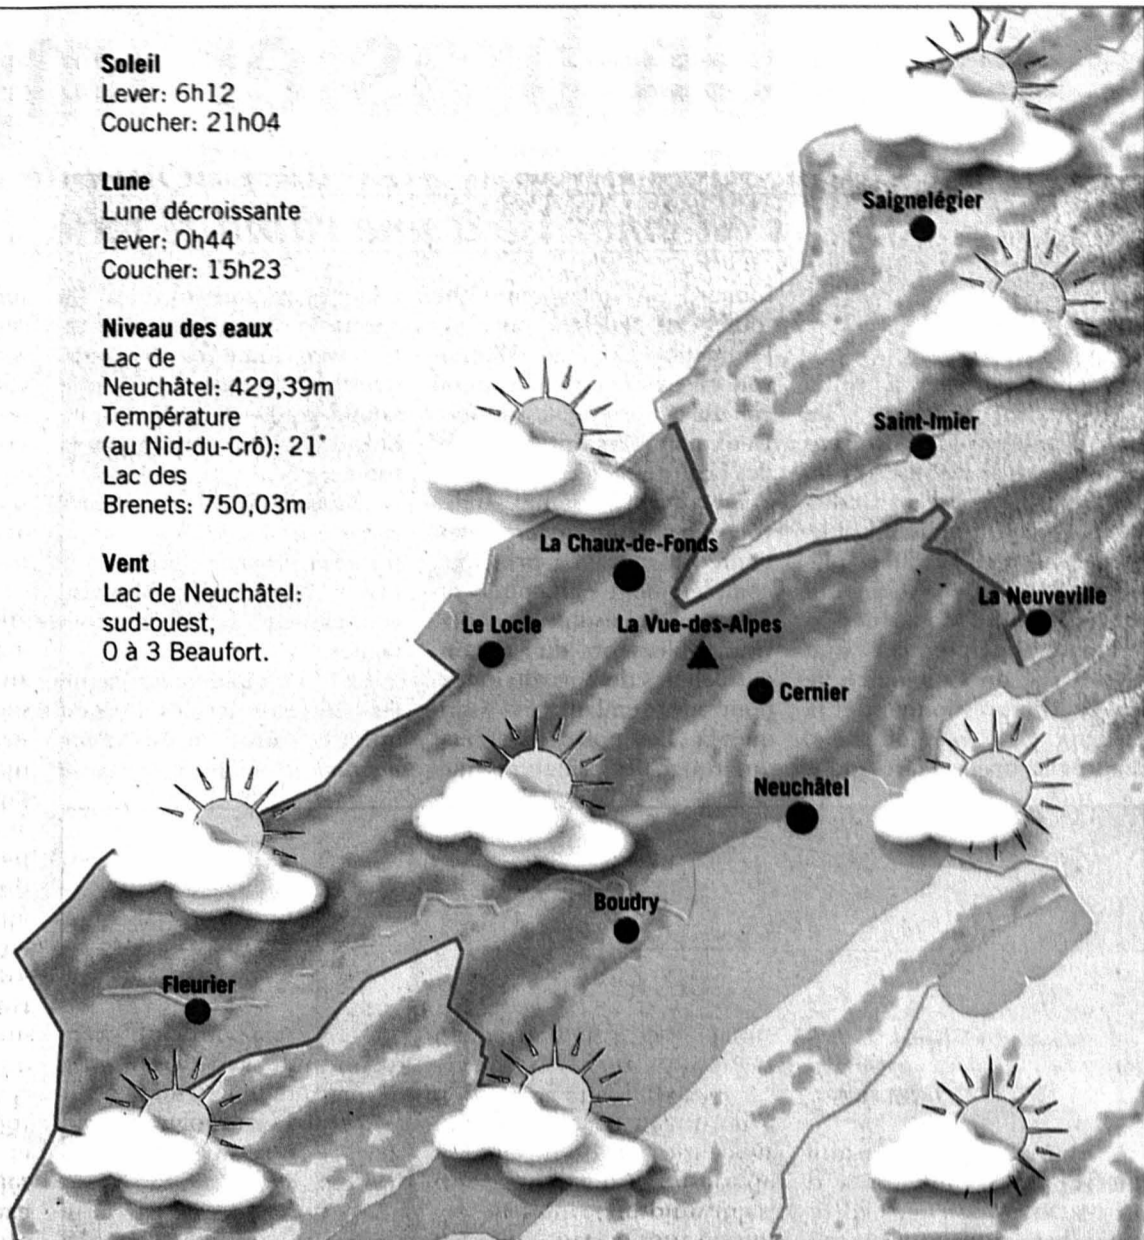 Soleil
Lever: 6h12
Coucher: 21h04
Lune
Lune décroissante
Lever: 0h44
Coucher: 15h23
Niveau des eaux
Lac de
Neuchâtel: 429,39m
Température
(au Nid-du-Crô): 21°
Lac des
Brenets: 750,03m
Vent
Lac de Neuchâtel:
sud-ouest,
0 à 3 Beaufort.
Saignelégier
Saint-Imier
La Chaux-de-Fonds
La Neuveville
Le Locle
La Vue-des-Alpes
Cernier
Neuchâtel
Boudry
Fleurier